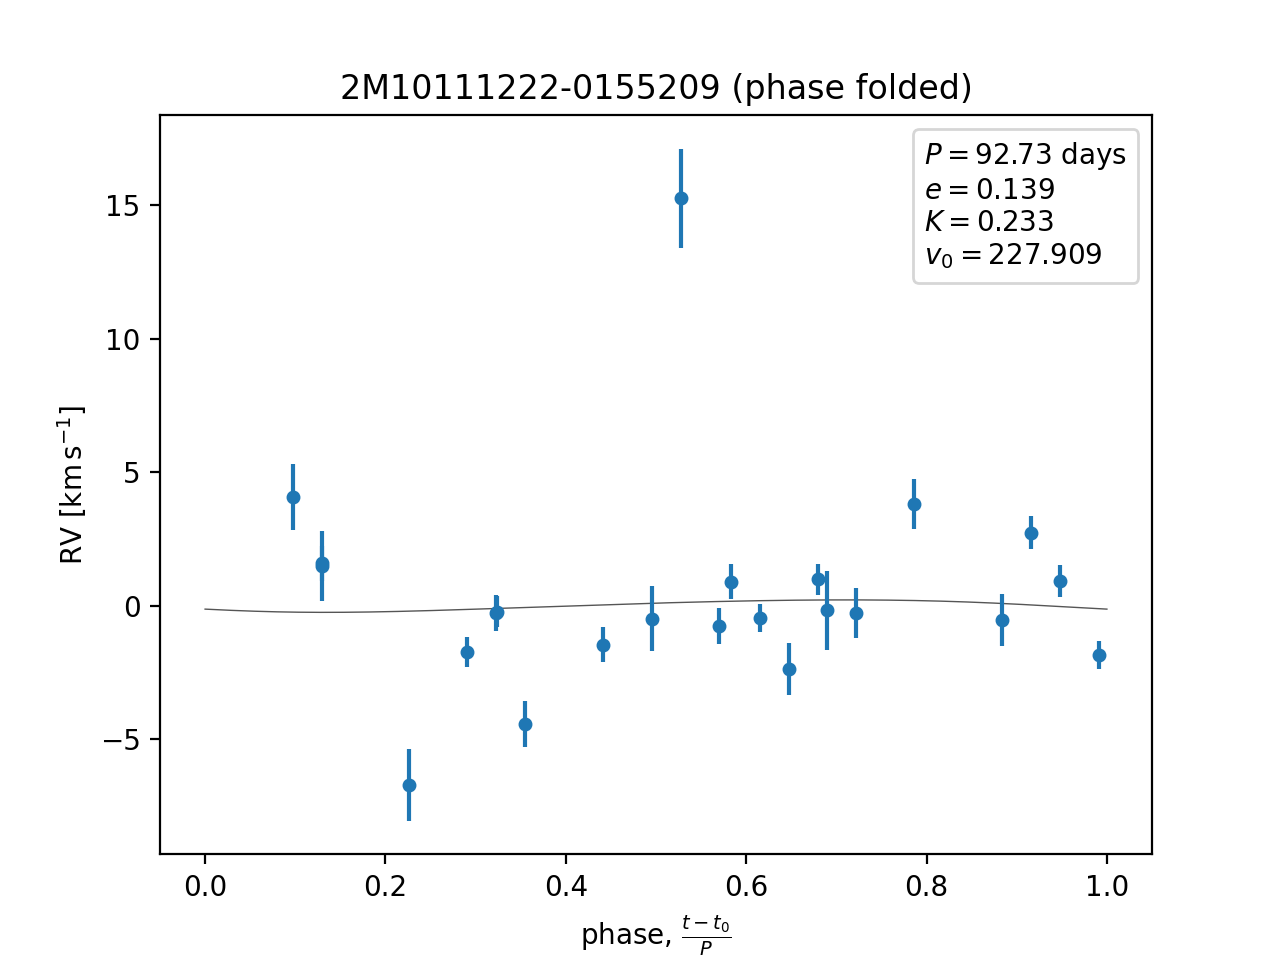 2M10111222-0155209 (phase folded)
P = 92.73 days
e = 0.139
K = 0.233
v₀ = 227.909
15
10
5
0
−5
RV [km s⁻¹]
0.0 0.2 0.4 0.6 0.8 1.0
phase, (t − t₀)/P